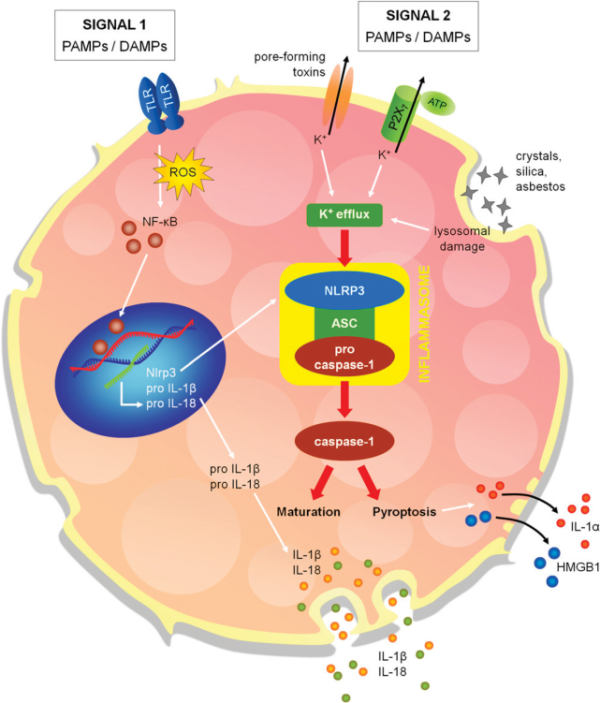 SIGNAL 1
PAMPs / DAMPs
SIGNAL 2
PAMPs / DAMPs
TLR
TLR
pore-forming
toxins
P2X₇
ATP
K⁺
K⁺
ROS
crystals,
silica,
asbestos
NF-κB
K⁺ efflux
lysosomal
damage
NLRP3
ASC
pro
caspase-1
INFLAMMASOME
Nlrp3
pro IL-1β
pro IL-18
caspase-1
pro IL-1β
pro IL-18
Maturation
Pyroptosis
IL-1α
HMGB1
IL-1β
IL-18
IL-1β
IL-18